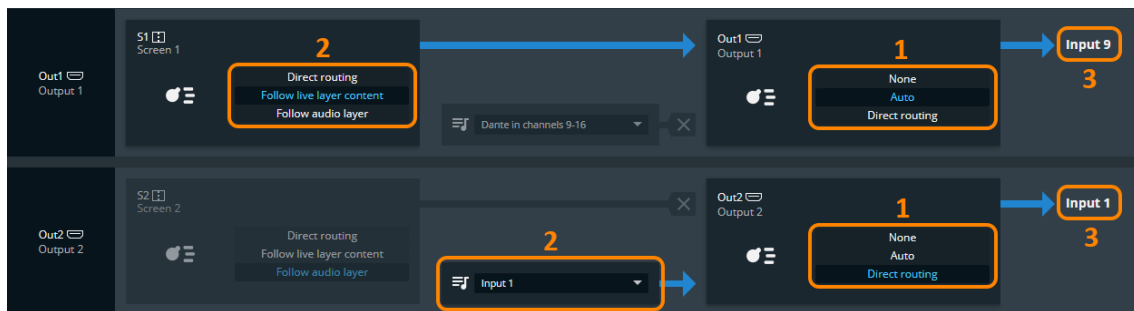 Out1
Output 1
S1
Screen 1
2
Direct routing
Follow live layer content
Follow audio layer
Dante in channels 9-16
Out1
Output 1
1
None
Auto
Direct routing
Input 9
3
Out2
Output 2
S2
Screen 2
Direct routing
Follow live layer content
Follow audio layer
2
Input 1
Out2
Output 2
1
None
Auto
Direct routing
Input 1
3